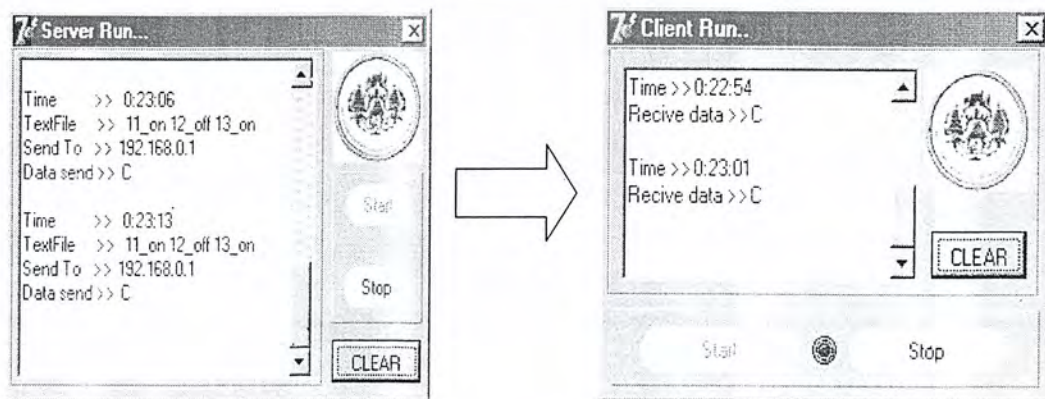 Server Run...
Time >> 0:23:06
TextFile >> 11_on 12_off 13_on
Send To >> 192.168.0.1
Data send >> C
Time >> 0:23:13
TextFile >> 11_on 12_off 13_on
Send To >> 192.168.0.1
Data send >> C
Start
Stop
CLEAR
Client Run..
Time >>0:22:54
Recive data >>C
Time >>0:23:01
Recive data >>C
CLEAR
Start
Stop